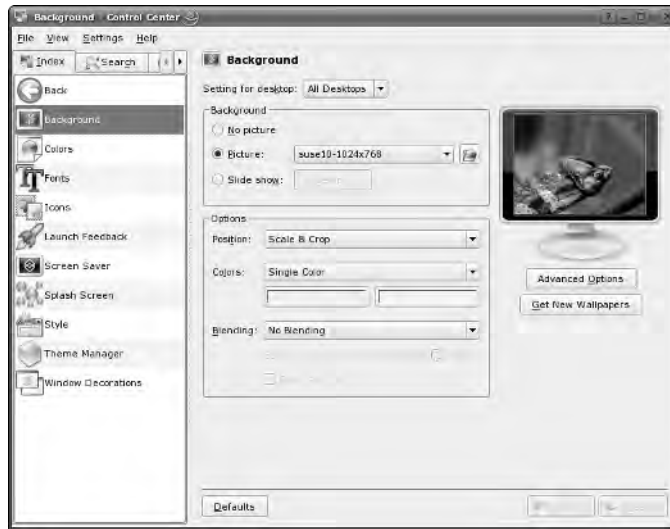 Background - Control Center
File View Settings Help
Index Search
Back
Background
Colors
Fonts
Icons
Launch Feedback
Screen Saver
Splash Screen
Style
Theme Manager
Window Decorations
Background
Setting for desktop: All Desktops
Background
No picture
Picture: suse10-1024x768
Slide show:
Options
Position: Scale & Crop
Colors: Single Color
Blending: No Blending
Advanced Options
Get New Wallpapers
Defaults